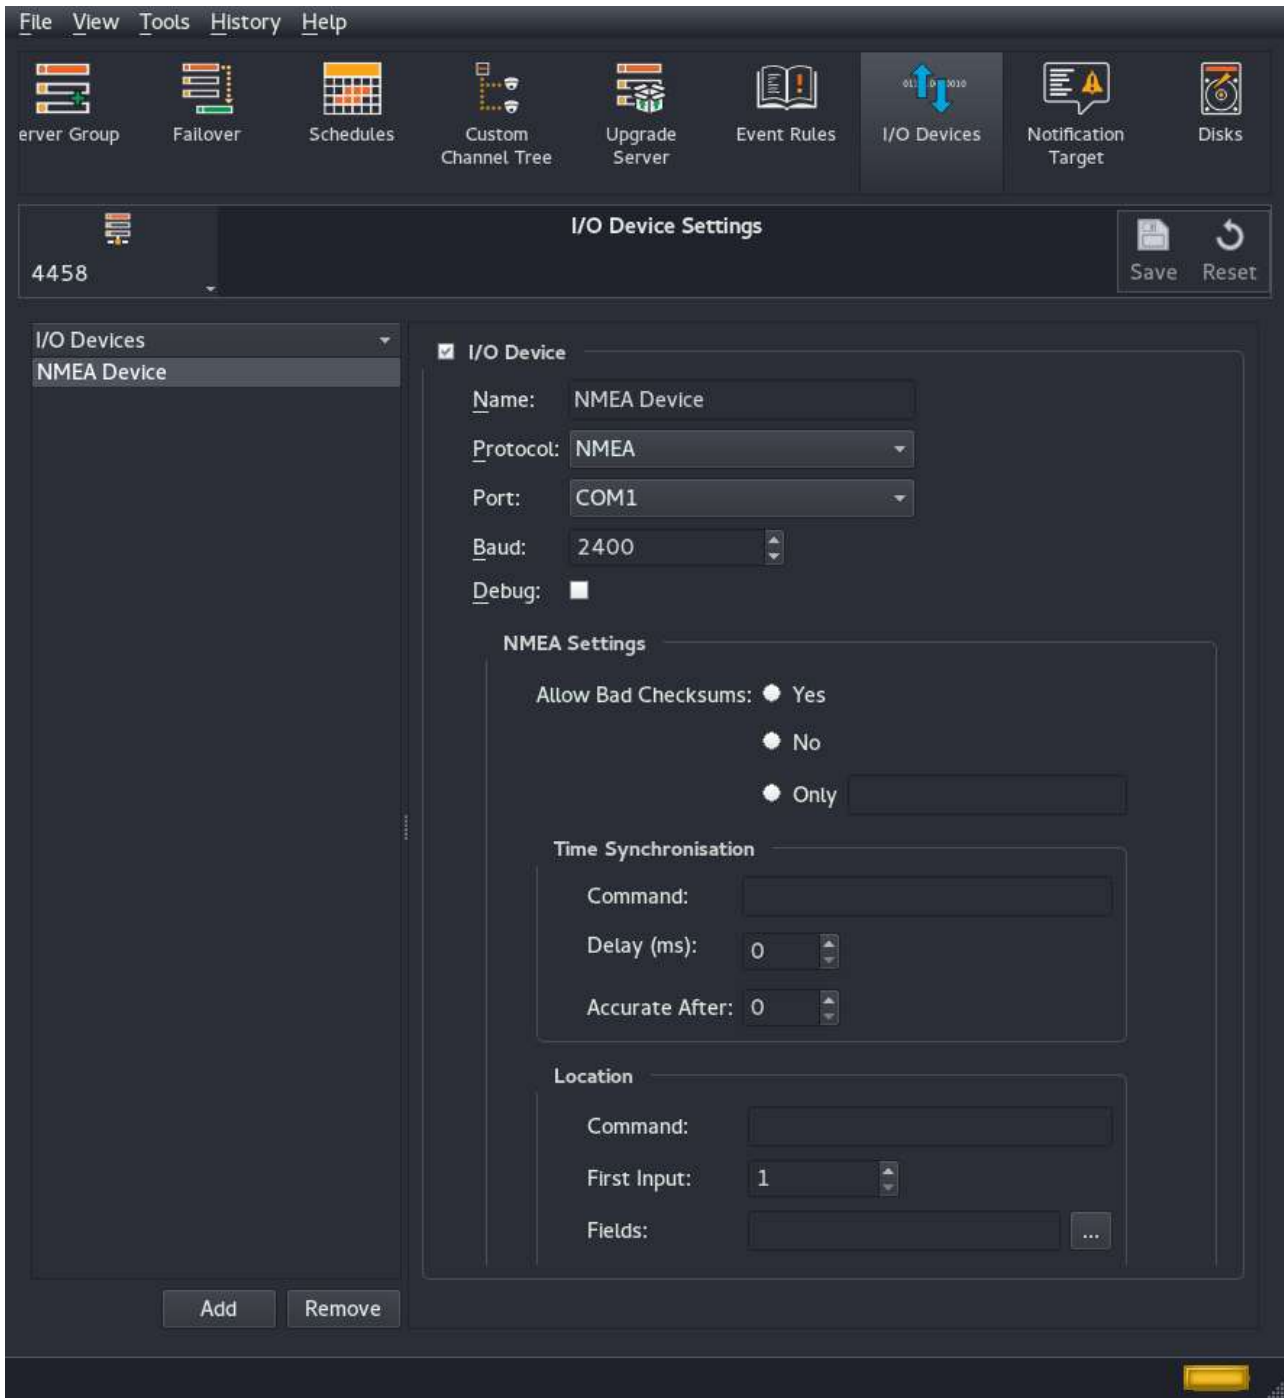 File View Tools History Help
erver Group
Failover
Schedules
Custom
Channel Tree
Upgrade
Server
Event Rules
I/O Devices
Notification
Target
Disks
4458
I/O Device Settings
Save Reset
I/O Devices
NMEA Device
I/O Device
Name: NMEA Device
Protocol: NMEA
Port: COM1
Baud: 2400
Debug:
NMEA Settings
Allow Bad Checksums: Yes
No
Only
Time Synchronisation
Command:
Delay (ms): 0
Accurate After: 0
Location
Command:
First Input: 1
Fields: ...
Add Remove